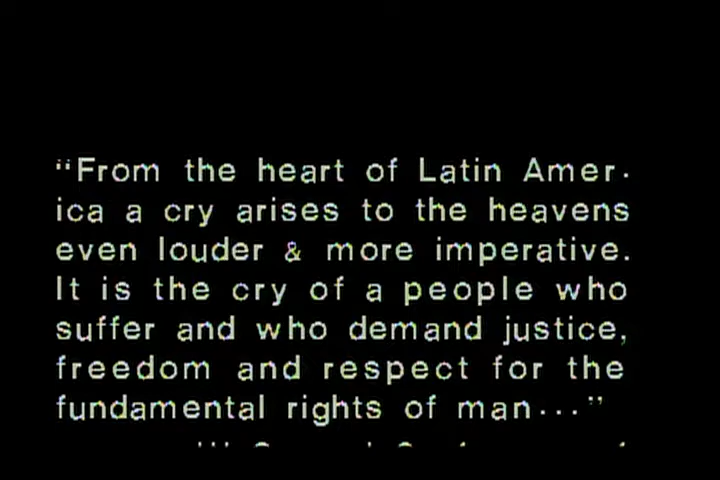 “From the heart of Latin Amer-
ica a cry arises to the heavens
even louder & more imperative.
It is the cry of a people who
suffer and who demand justice,
freedom and respect for the
fundamental rights of man...”